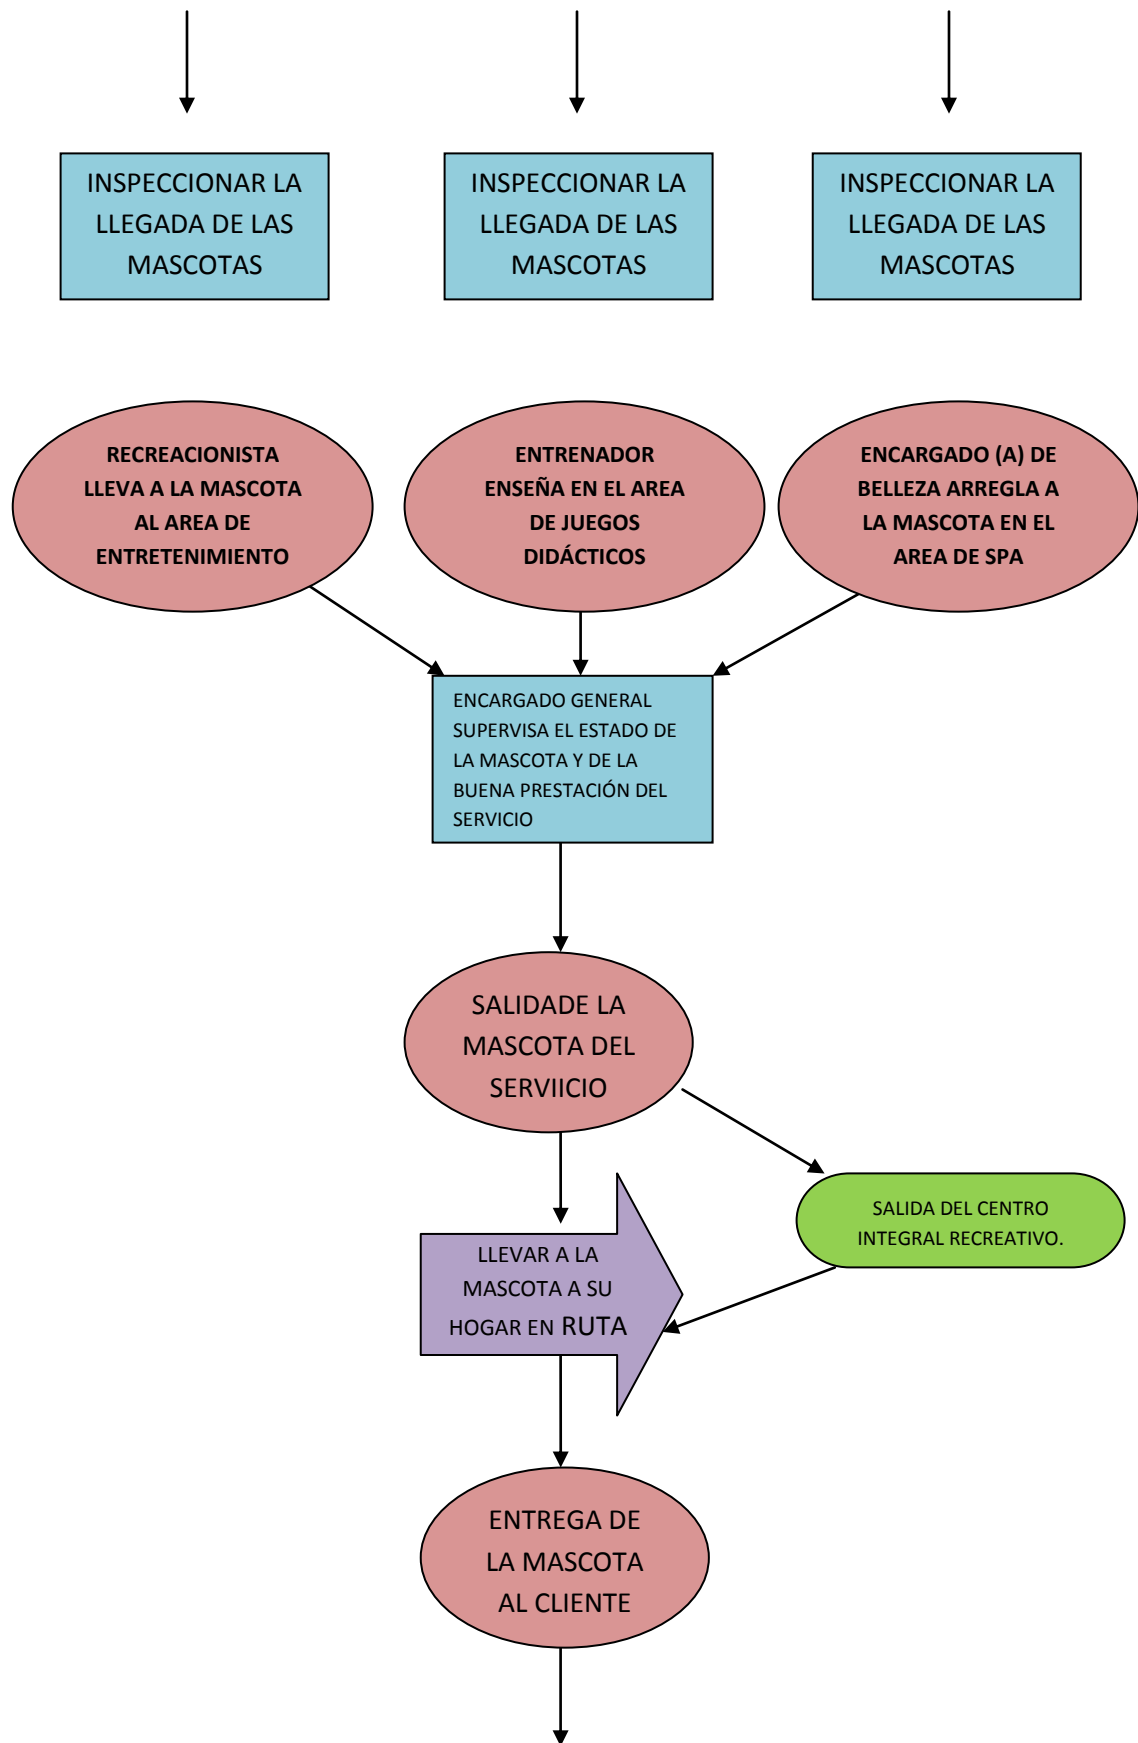 INSPECCIONAR LA
LLEGADA DE LAS
MASCOTAS
INSPECCIONAR LA
LLEGADA DE LAS
MASCOTAS
INSPECCIONAR LA
LLEGADA DE LAS
MASCOTAS
RECREACIONISTA
LLEVA A LA MASCOTA
AL AREA DE
ENTRETENIMIENTO
ENTRENADOR
ENSEÑA EN EL AREA
DE JUEGOS
DIDÁCTICOS
ENCARGADO (A) DE
BELLEZA ARREGLA A
LA MASCOTA EN EL
AREA DE SPA
ENCARGADO GENERAL
SUPERVISA EL ESTADO DE
LA MASCOTA Y DE LA
BUENA PRESTACIÓN DEL
SERVICIO
SALIDADE LA
MASCOTA DEL
SERVIICIO
SALIDA DEL CENTRO
INTEGRAL RECREATIVO.
LLEVAR A LA
MASCOTA A SU
HOGAR EN RUTA
ENTREGA DE
LA MASCOTA
AL CLIENTE